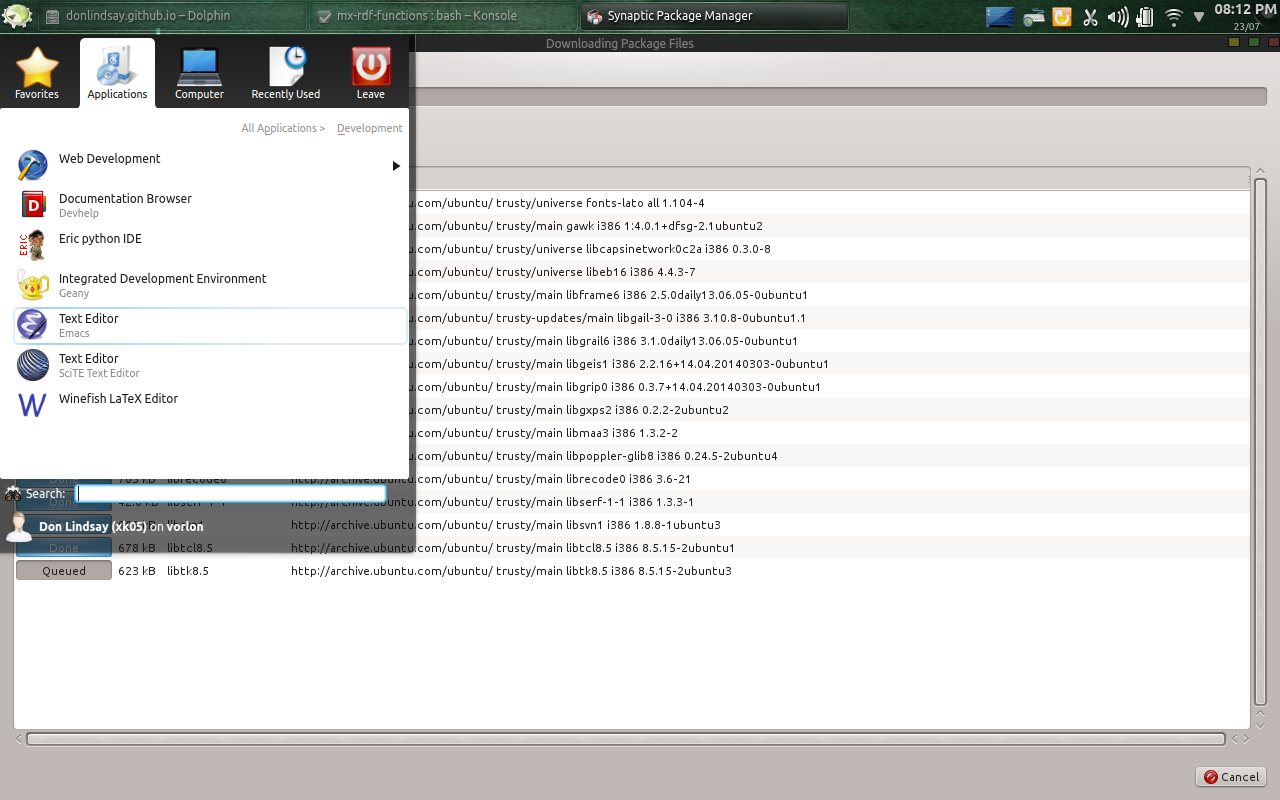 donlindsay.github.io – Dolphin
mx-rdf-functions : bash – Konsole
Synaptic Package Manager
08:12 PM
23/07
Downloading Package Files
Favorites
Applications
Computer
Recently Used
Leave
All Applications > Development
Web Development
Documentation Browser
Devhelp
Eric python IDE
Integrated Development Environment
Geany
Text Editor
Emacs
Text Editor
SciTE Text Editor
Winefish LaTeX Editor
u.com/ubuntu/ trusty/universe fonts-lato all 1.104-4
u.com/ubuntu/ trusty/main gawk i386 1:4.0.1+dfsg-2.1ubuntu2
u.com/ubuntu/ trusty/universe libcapsinetwork0c2a i386 0.3.0-8
u.com/ubuntu/ trusty/universe libeb16 i386 4.4.3-7
u.com/ubuntu/ trusty/main libframe6 i386 2.5.0daily13.06.05-0ubuntu1
u.com/ubuntu/ trusty-updates/main libgail-3-0 i386 3.10.8-0ubuntu1.1
u.com/ubuntu/ trusty/main libgrail6 i386 3.1.0daily13.06.05-0ubuntu1
u.com/ubuntu/ trusty/main libgeis1 i386 2.2.16+14.04.20140303-0ubuntu1
u.com/ubuntu/ trusty/main libgrip0 i386 0.3.7+14.04.20140303-0ubuntu1
u.com/ubuntu/ trusty/main libgxps2 i386 0.2.2-2ubuntu2
u.com/ubuntu/ trusty/main libmaa3 i386 1.3.2-2
u.com/ubuntu/ trusty/main libpoppler-glib8 i386 0.24.5-2ubuntu4
http://archive.ubuntu.com/ubuntu/ trusty/main librecode0 i386 3.6-21
Search:
http://archive.ubuntu.com/ubuntu/ trusty/main libserf-1-1 i386 1.3.3-1
Don Lindsay (xk05) on vorlon
http://archive.ubuntu.com/ubuntu/ trusty/main libsvn1 i386 1.8.8-1ubuntu3
Done 678 kB libtcl8.5 http://archive.ubuntu.com/ubuntu/ trusty/main libtcl8.5 i386 8.5.15-2ubuntu1
Queued 623 kB libtk8.5 http://archive.ubuntu.com/ubuntu/ trusty/main libtk8.5 i386 8.5.15-2ubuntu3
Cancel